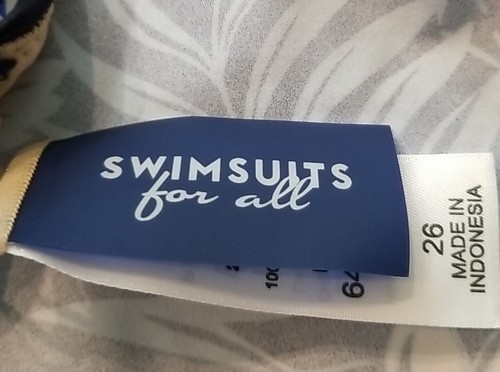 SWIMSUITS
for all
26
MADE IN
INDONESIA